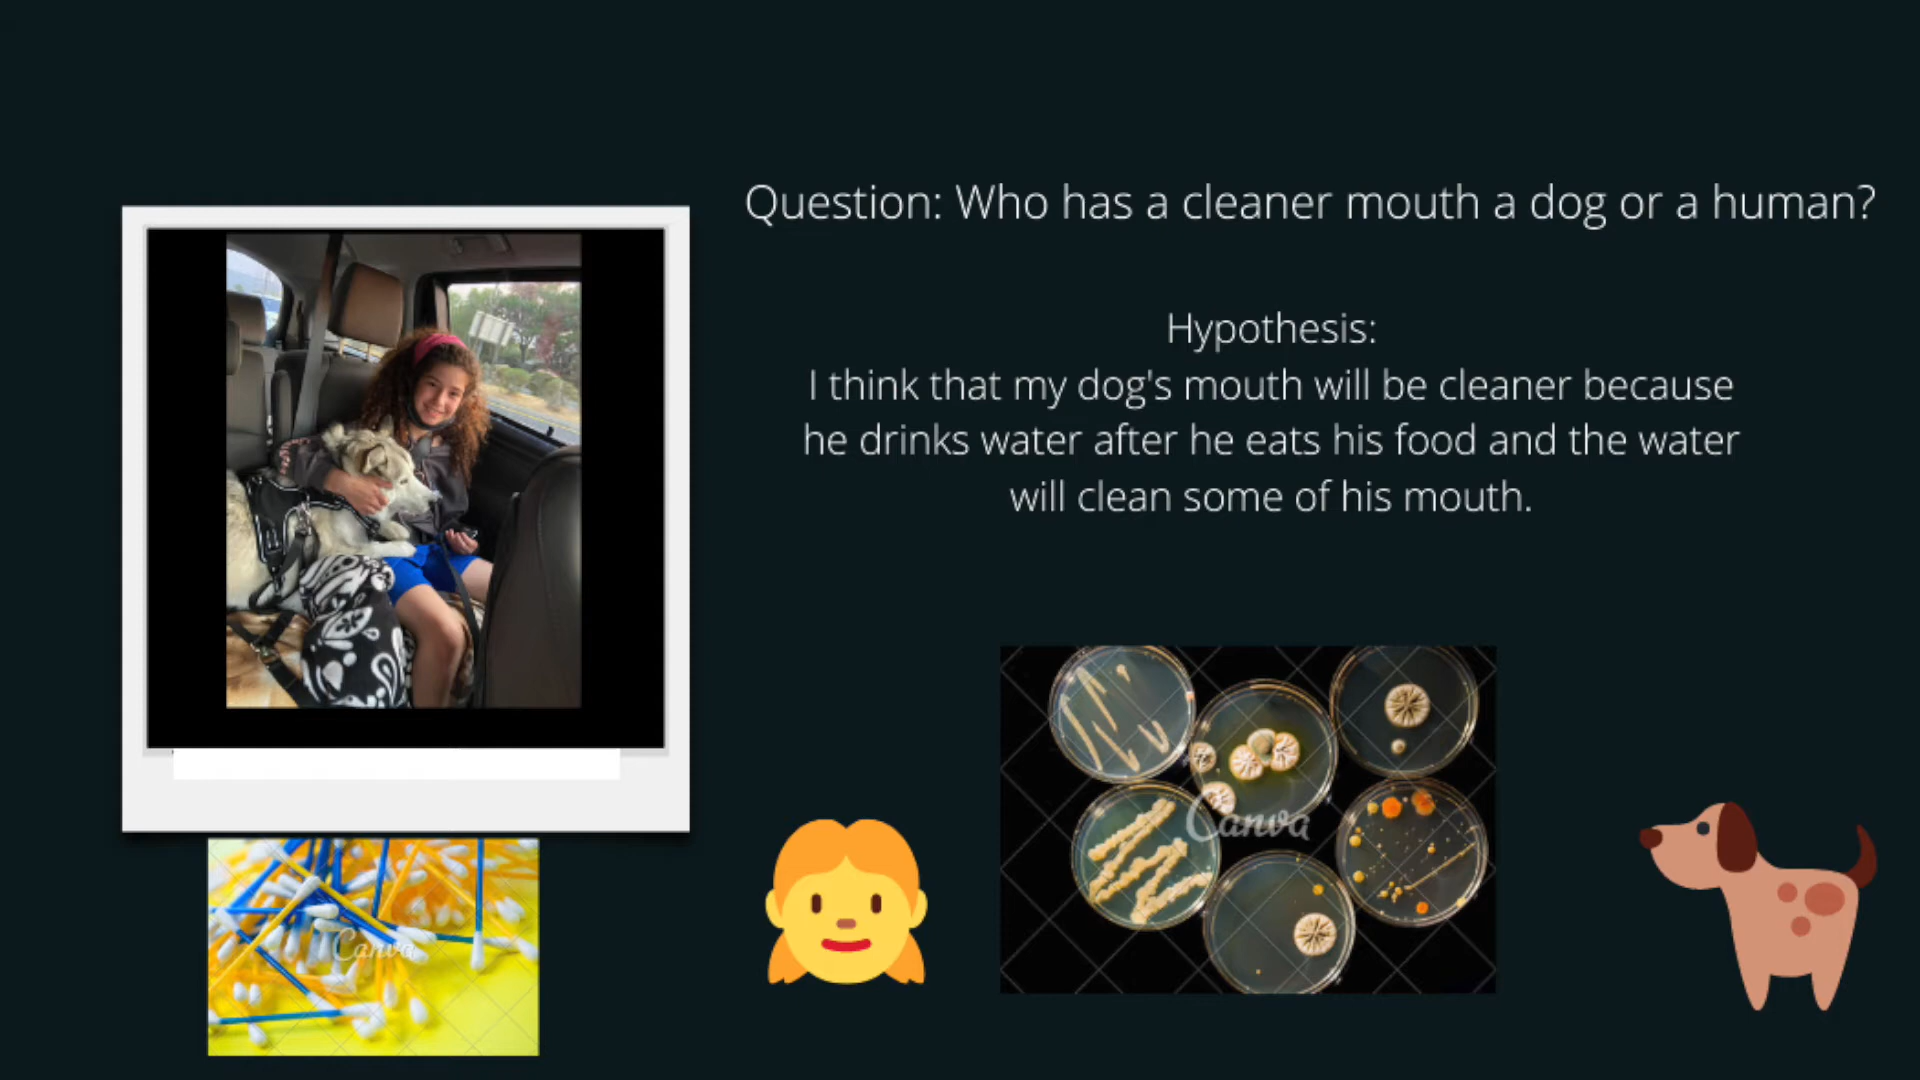 Question: Who has a cleaner mouth a dog or a human?
Hypothesis:
I think that my dog's mouth will be cleaner because
he drinks water after he eats his food and the water
will clean some of his mouth.
Canva
Canva